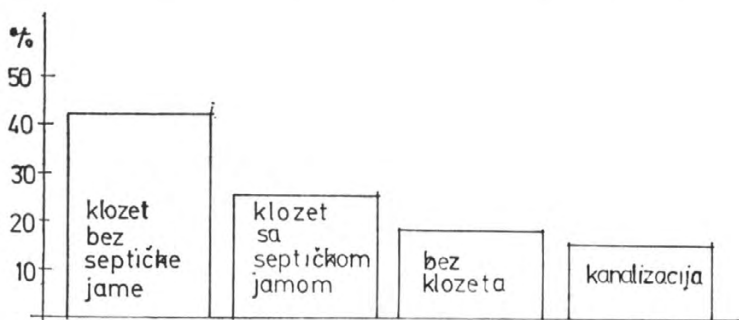 %
50
40
30
20
10
klozet
bez
septičke
jame
klozet
sa
septičkom
jamom
bez
klozeta
kanalizacija